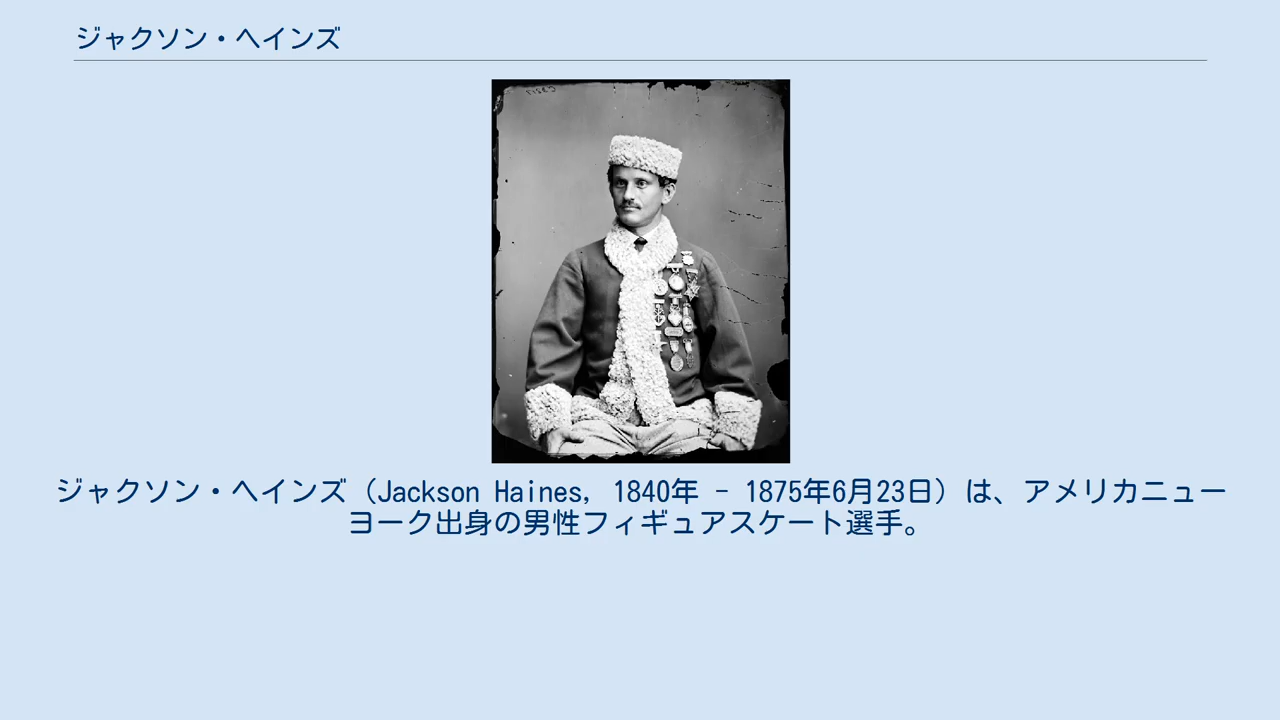 ジャクソン・ヘインズ
ジャクソン・ヘインズ（Jackson Haines, 1840年 - 1875年6月23日）は、アメリカニュー
ヨーク出身の男性フィギュアスケート選手。